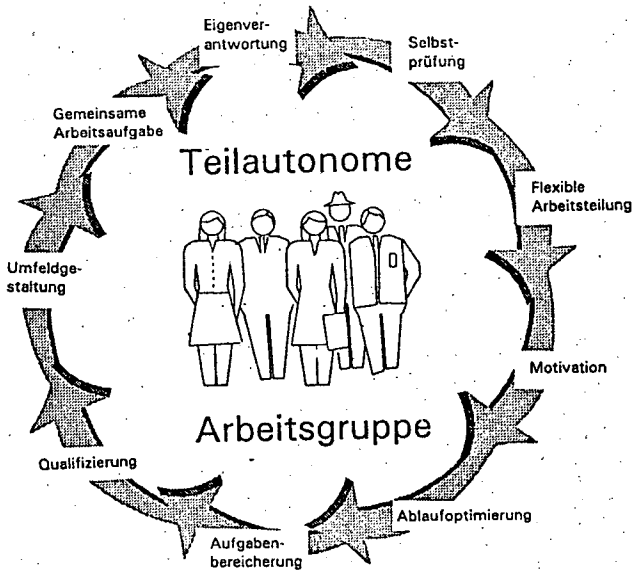 Eigenver-
antwortung
Selbst-
prüfung
Gemeinsame
Arbeitsaufgabe
Teilautonome
Flexible
Arbeitsteilung
Umfeldge-
staltung
Motivation
Arbeitsgruppe
Qualifizierung
Ablaufoptimierung
Aufgaben-
bereicherung